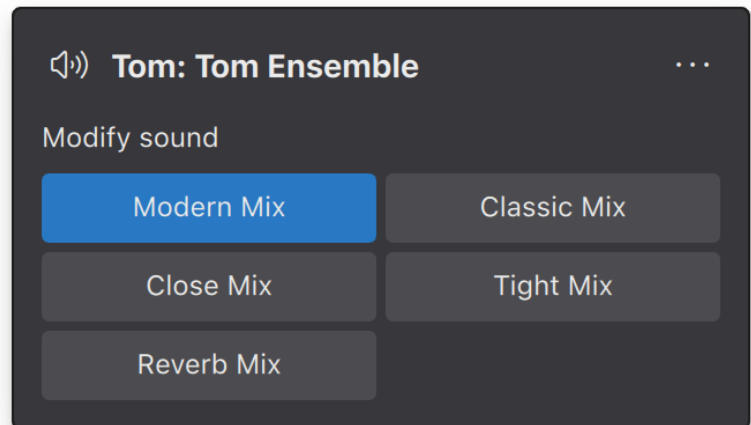 Tom: Tom Ensemble
Modify sound
Modern Mix Classic Mix
Close Mix Tight Mix
Reverb Mix